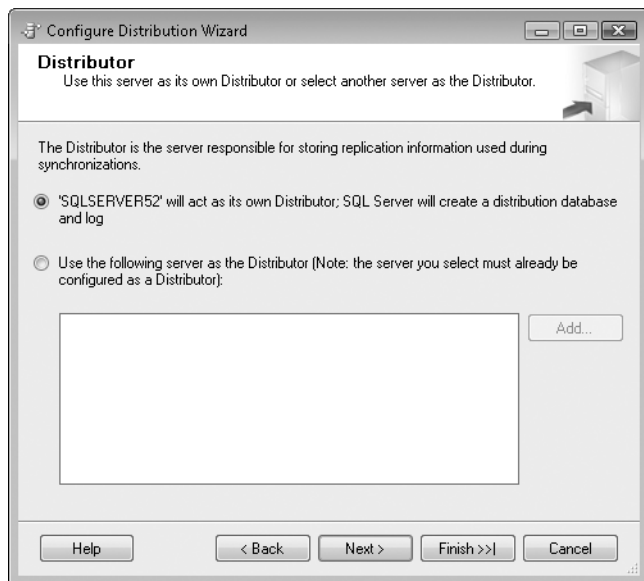 Configure Distribution Wizard
Distributor
Use this server as its own Distributor or select another server as the Distributor.
The Distributor is the server responsible for storing replication information used during
synchronizations.
'SQLSERVER52' will act as its own Distributor; SQL Server will create a distribution database
and log
Use the following server as the Distributor (Note: the server you select must already be
configured as a Distributor):
Add...
Help
< Back
Next >
Finish >>|
Cancel